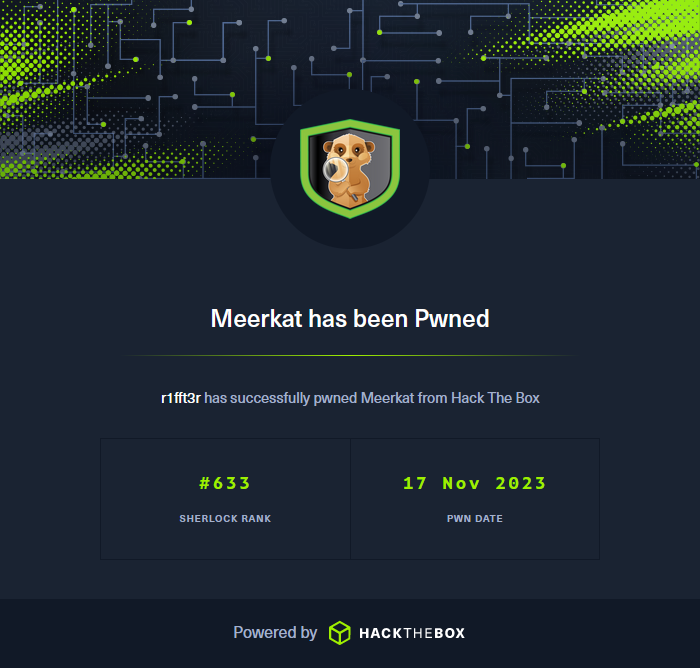 Meerkat has been Pwned
r1fft3r has successfully pwned Meerkat from Hack The Box
#633
17 Nov 2023
SHERLOCK RANK
PWN DATE
Powered by HACKTHEBOX